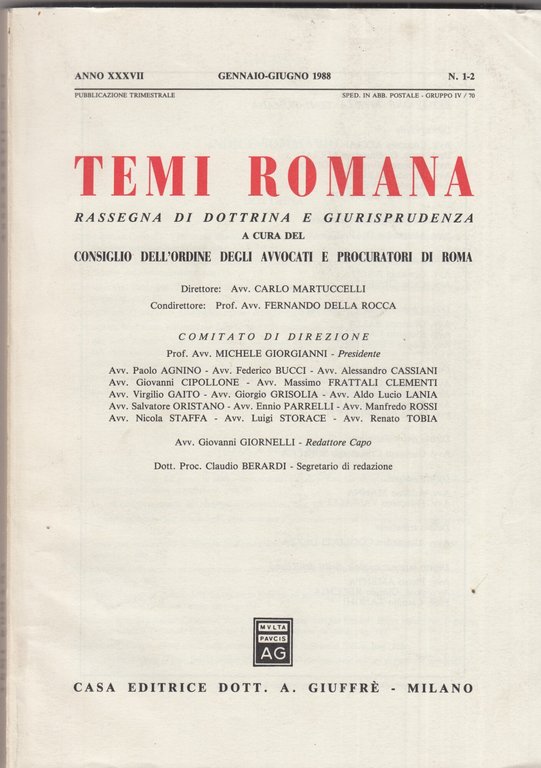 ANNO XXXVII GENNAIO-GIUGNO 1988 N. 1-2
PUBBLICAZIONE TRIMESTRALE SPED. IN ABB. POSTALE - GRUPPO IV / 70
TEMI ROMANA
RASSEGNA DI DOTTRINA E GIURISPRUDENZA
A CURA DEL
CONSIGLIO DELL'ORDINE DEGLI AVVOCATI E PROCURATORI DI ROMA
Direttore: Avv. CARLO MARTUCCELLI
Condirettore: Prof. Avv. FERNANDO DELLA ROCCA
COMITATO DI DIREZIONE
Prof. Avv. MICHELE GIORGIANNI - Presidente
Avv. Paolo AGNINO - Avv. Federico BUCCI - Avv. Alessandro CASSIANI
Avv. Giovanni CIPOLLONE - Avv. Massimo FRATTALI CLEMENTI
Avv. Virgilio GAITO - Avv. Giorgio GRISOLIA - Avv. Aldo Lucio LANIA
Avv. Salvatore ORISTANO - Avv. Ennio PARRELLI - Avv. Manfredo ROSSI
Avv. Nicola STAFFA - Avv. Luigi STORACE - Avv. Renato TOBIA
Avv. Giovanni GIORNELLI - Redattore Capo
Dott. Proc. Claudio BERARDI - Segretario di redazione
MVLTA
PAVCIS
AG
CASA EDITRICE DOTT. A. GIUFFRÈ - MILANO